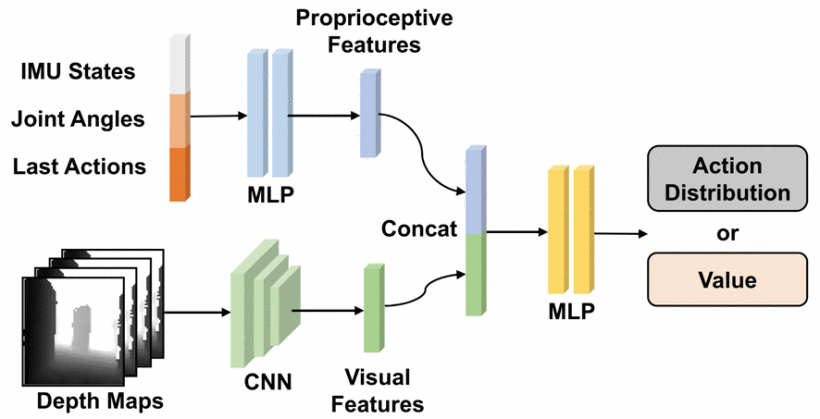 Proprioceptive
Features
IMU States
Joint Angles
Last Actions
MLP
Concat
Action
Distribution
or
Value
MLP
CNN
Visual
Features
Depth Maps